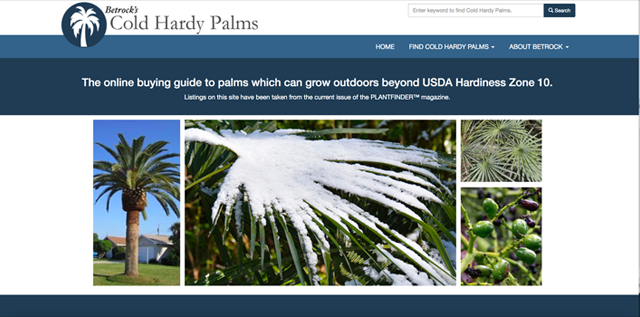 Betrock's
Cold Hardy Palms
Enter keyword to find Cold Hardy Palms.
Search
HOME
FIND COLD HARDY PALMS
ABOUT BETROCK
The online buying guide to palms which can grow outdoors beyond USDA Hardiness Zone 10.
Listings on this site have been taken from the current issue of the PLANTFINDER™ magazine.